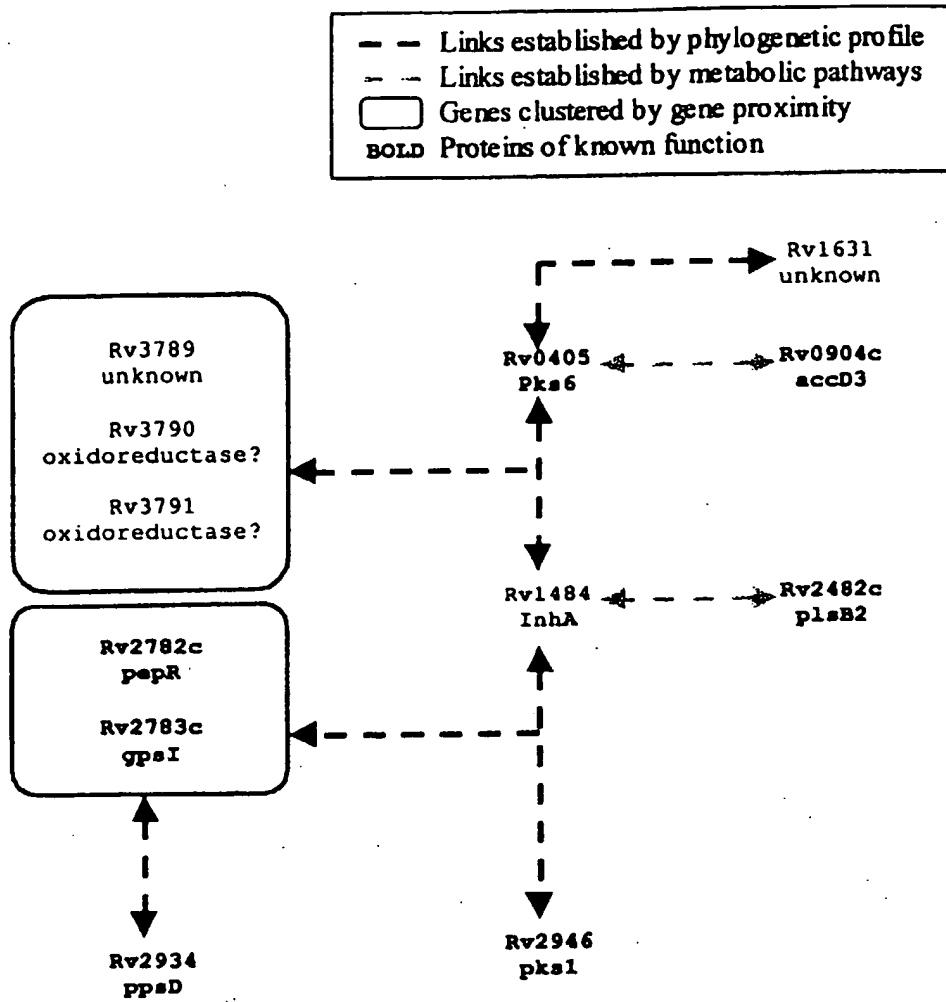 Links established by phylogenetic profile
Links established by metabolic pathways
Genes clustered by gene proximity
BOLD Proteins of known function
Rv1631
unknown
Rv3789
unknown
Rv3790
oxidoreductase?
Rv3791
oxidoreductase?
Rv0405
Pks6
Rv0904c
accD3
Rv1484
InhA
Rv2482c
plsB2
Rv2782c
pepR
Rv2783c
gpsI
Rv2934
ppsD
Rv2946
pks1